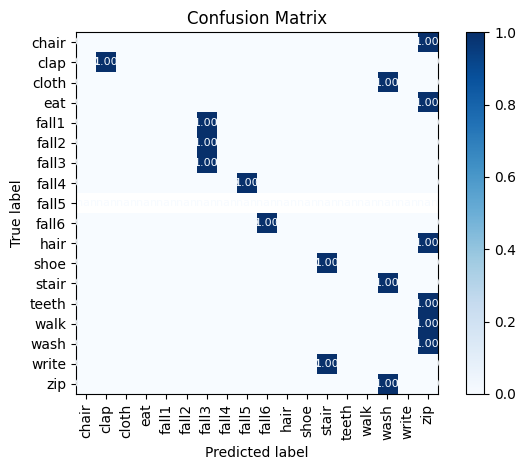 Confusion Matrix
True label
chair 1.00
clap 1.00
cloth 1.00
eat 1.00
fall1 1.00
fall2 1.00
fall3 1.00
fall4 1.00
fall5
fall6 1.00
hair 1.00
shoe 1.00
stair 1.00
teeth 1.00
walk 1.00
wash 1.00
write 1.00
zip 1.00
chair clap cloth eat fall1 fall2 fall3 fall4 fall5 fall6 hair shoe stair teeth walk wash write zip
Predicted label
1.0
0.8
0.6
0.4
0.2
0.0